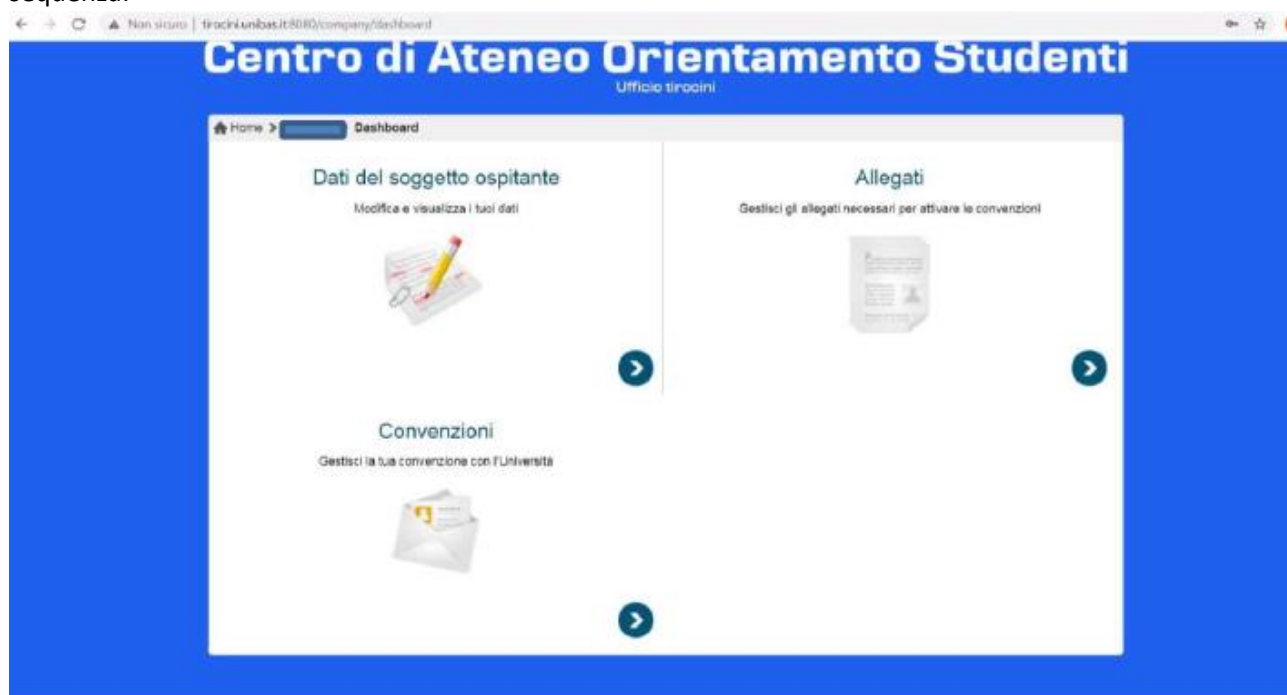 sequenza.
Non sicuro | tirocini.unibas.it:8080/company/dashboard
Centro di Ateneo Orientamento Studenti
Ufficio tirocini
Home > Dashboard
Dati del soggetto ospitante
Modifica e visualizza i tuoi dati
Allegati
Gestisci gli allegati necessari per attivare le convenzioni
Convenzioni
Gestisci la tua convenzione con l'Università